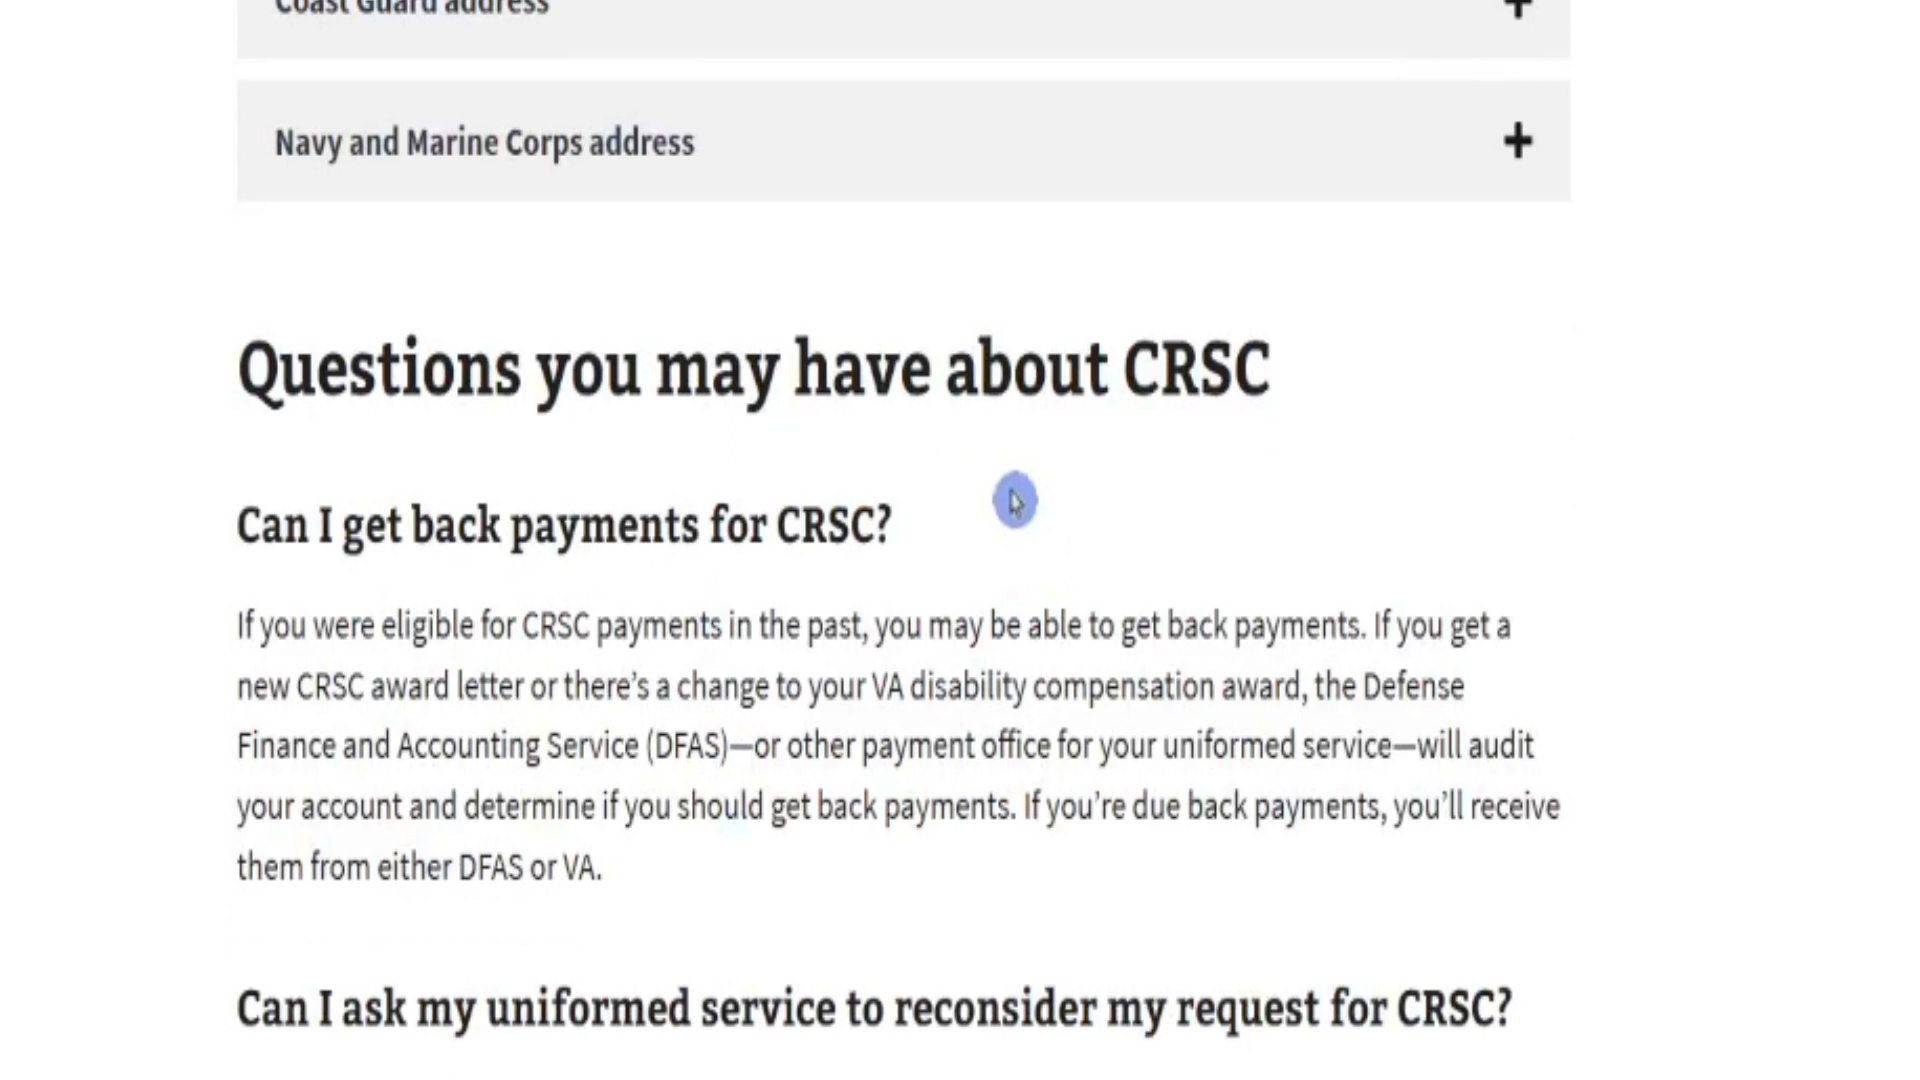 Coast Guard address
Navy and Marine Corps address
Questions you may have about CRSC
Can I get back payments for CRSC?
If you were eligible for CRSC payments in the past, you may be able to get back payments. If you get a
new CRSC award letter or there’s a change to your VA disability compensation award, the Defense
Finance and Accounting Service (DFAS)—or other payment office for your uniformed service—will audit
your account and determine if you should get back payments. If you’re due back payments, you’ll receive
them from either DFAS or VA.
Can I ask my uniformed service to reconsider my request for CRSC?